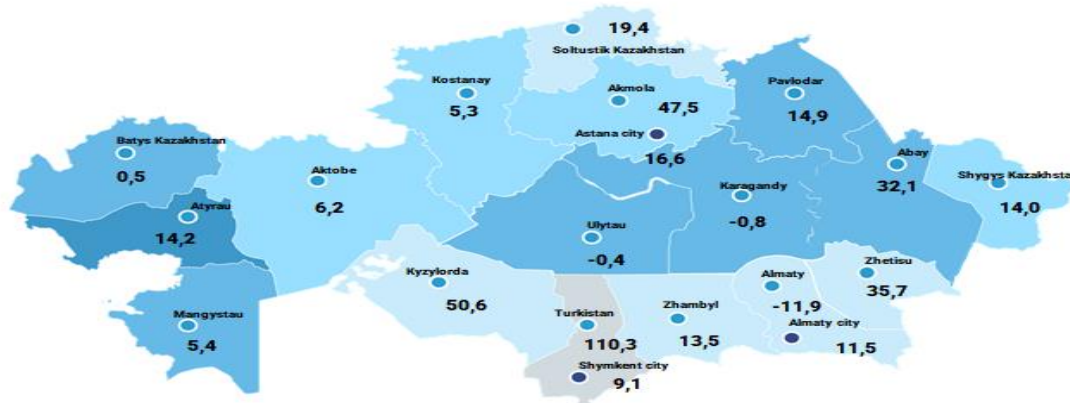 19,4
Soltustik Kazakhstan
Kostanay
5,3
Akmola
47,5
Astana city
16,6
Pavlodar
14,9
Batys Kazakhstan
0,5
Aktobe
6,2
Atyrau
14,2
Abay
32,1
Shygys Kazakhsta
14,0
Karagandy
-0,8
Ulytau
-0,4
Mangystau
5,4
Kyzylorda
50,6
Turkistan
110,3
Shymkent city
9,1
Zhambyl
13,5
Almaty
-11,9
Almaty city
11,5
Zhetisu
35,7